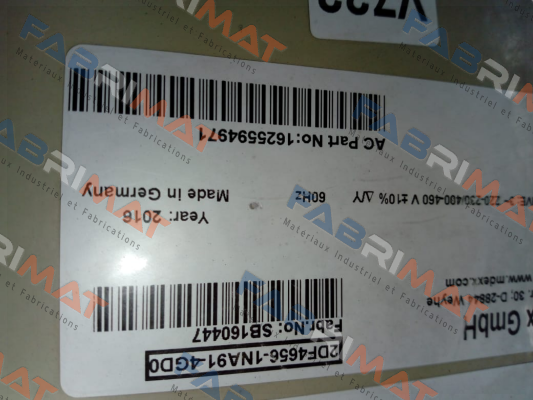 2DF4656-1NA91-4GD0
x GmbH
Fabr.No: SB160447
30; D-28844 Weyhe
www.mdexx.com
Year: 2016
Made in Germany
220-230/400-460 V ±10% Δ/Y 60Hz
AC Part No:1625594971
FABRIMAT
Materiaux Industriel et Fabrications